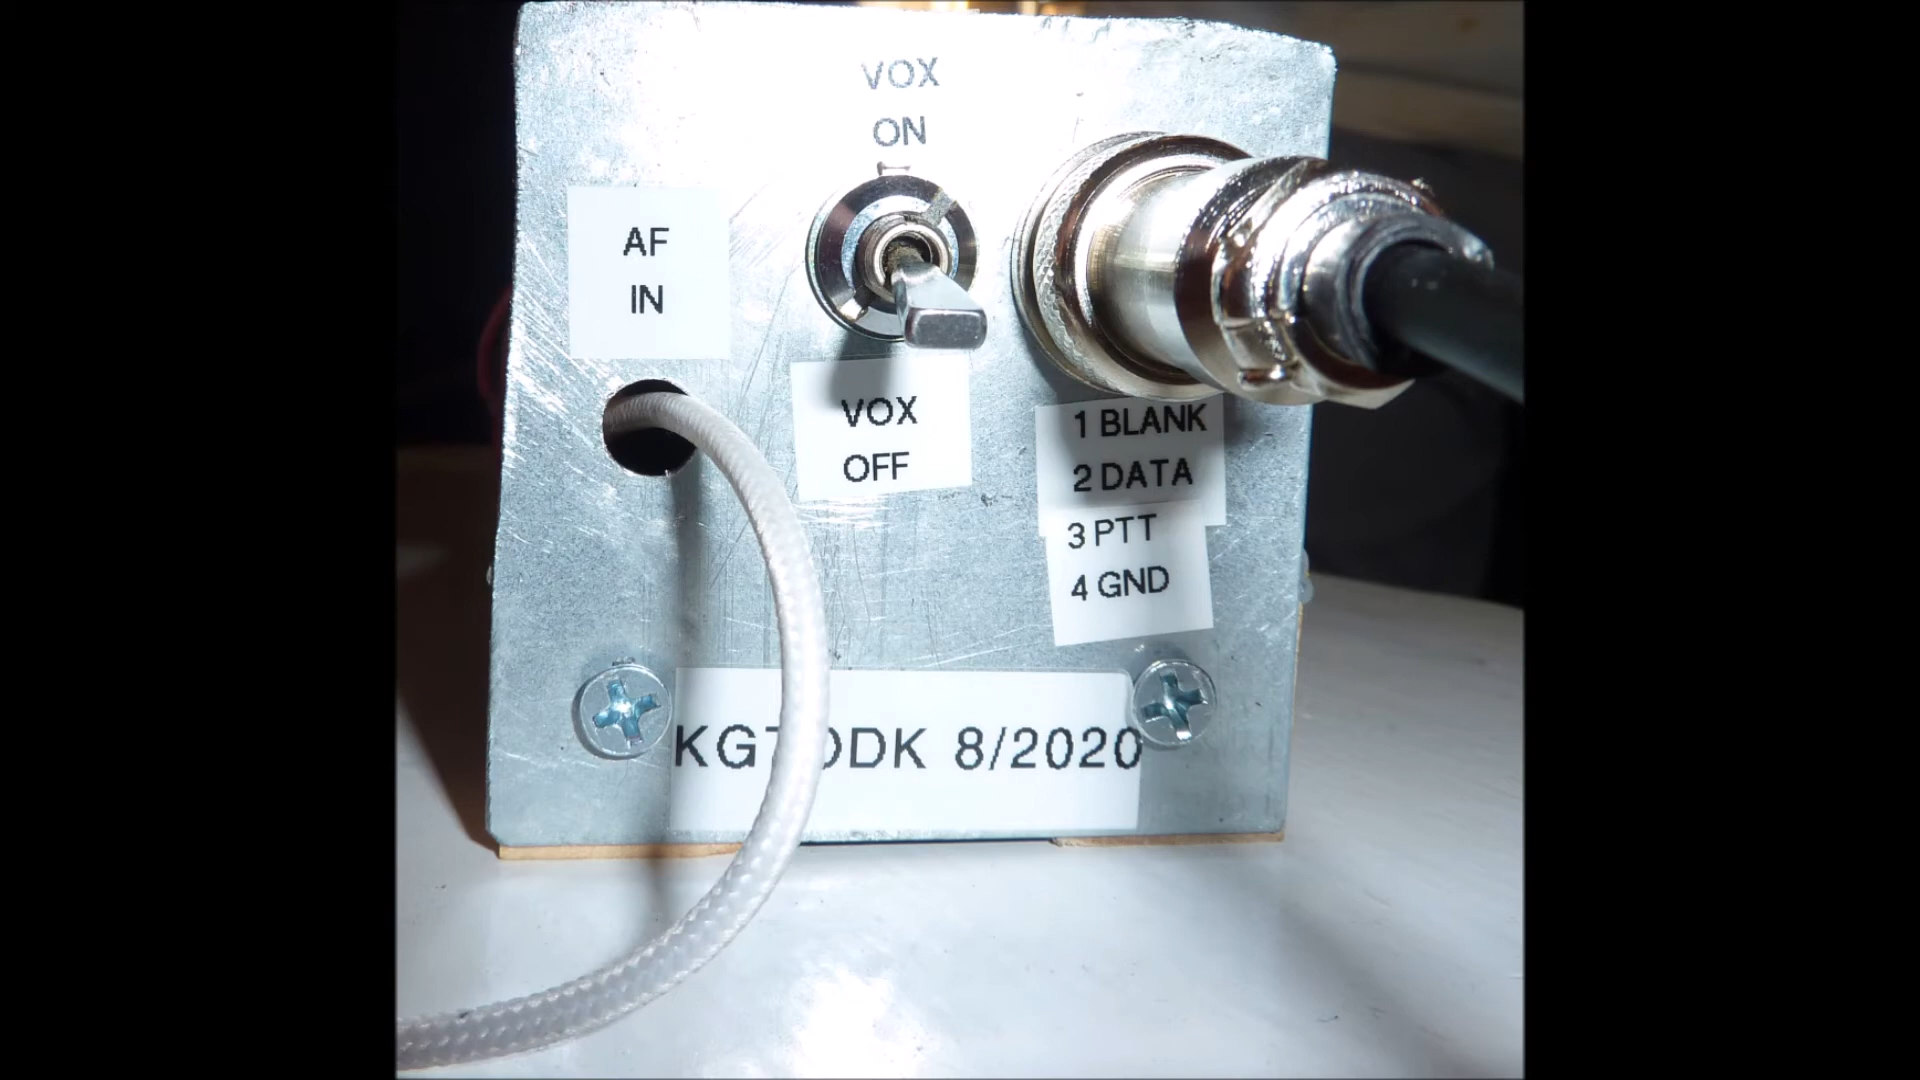 VOX
ON
AF
IN
VOX
OFF
1 BLANK
2 DATA
3 PTT
4 GND
8/2020